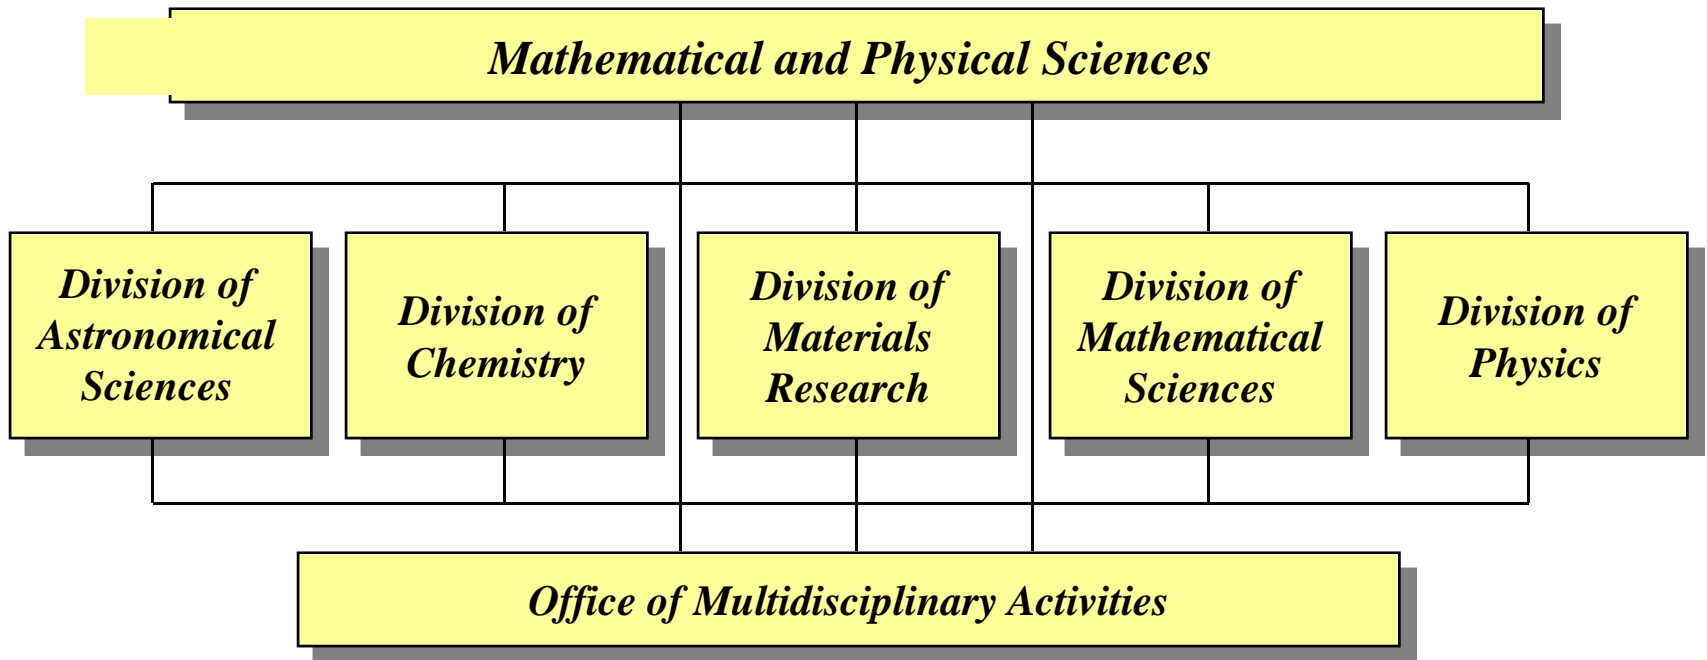 Mathematical and Physical Sciences
Division of
Astronomical
Sciences
Division of
Chemistry
Division of
Materials
Research
Division of
Mathematical
Sciences
Division of
Physics
Office of Multidisciplinary Activities